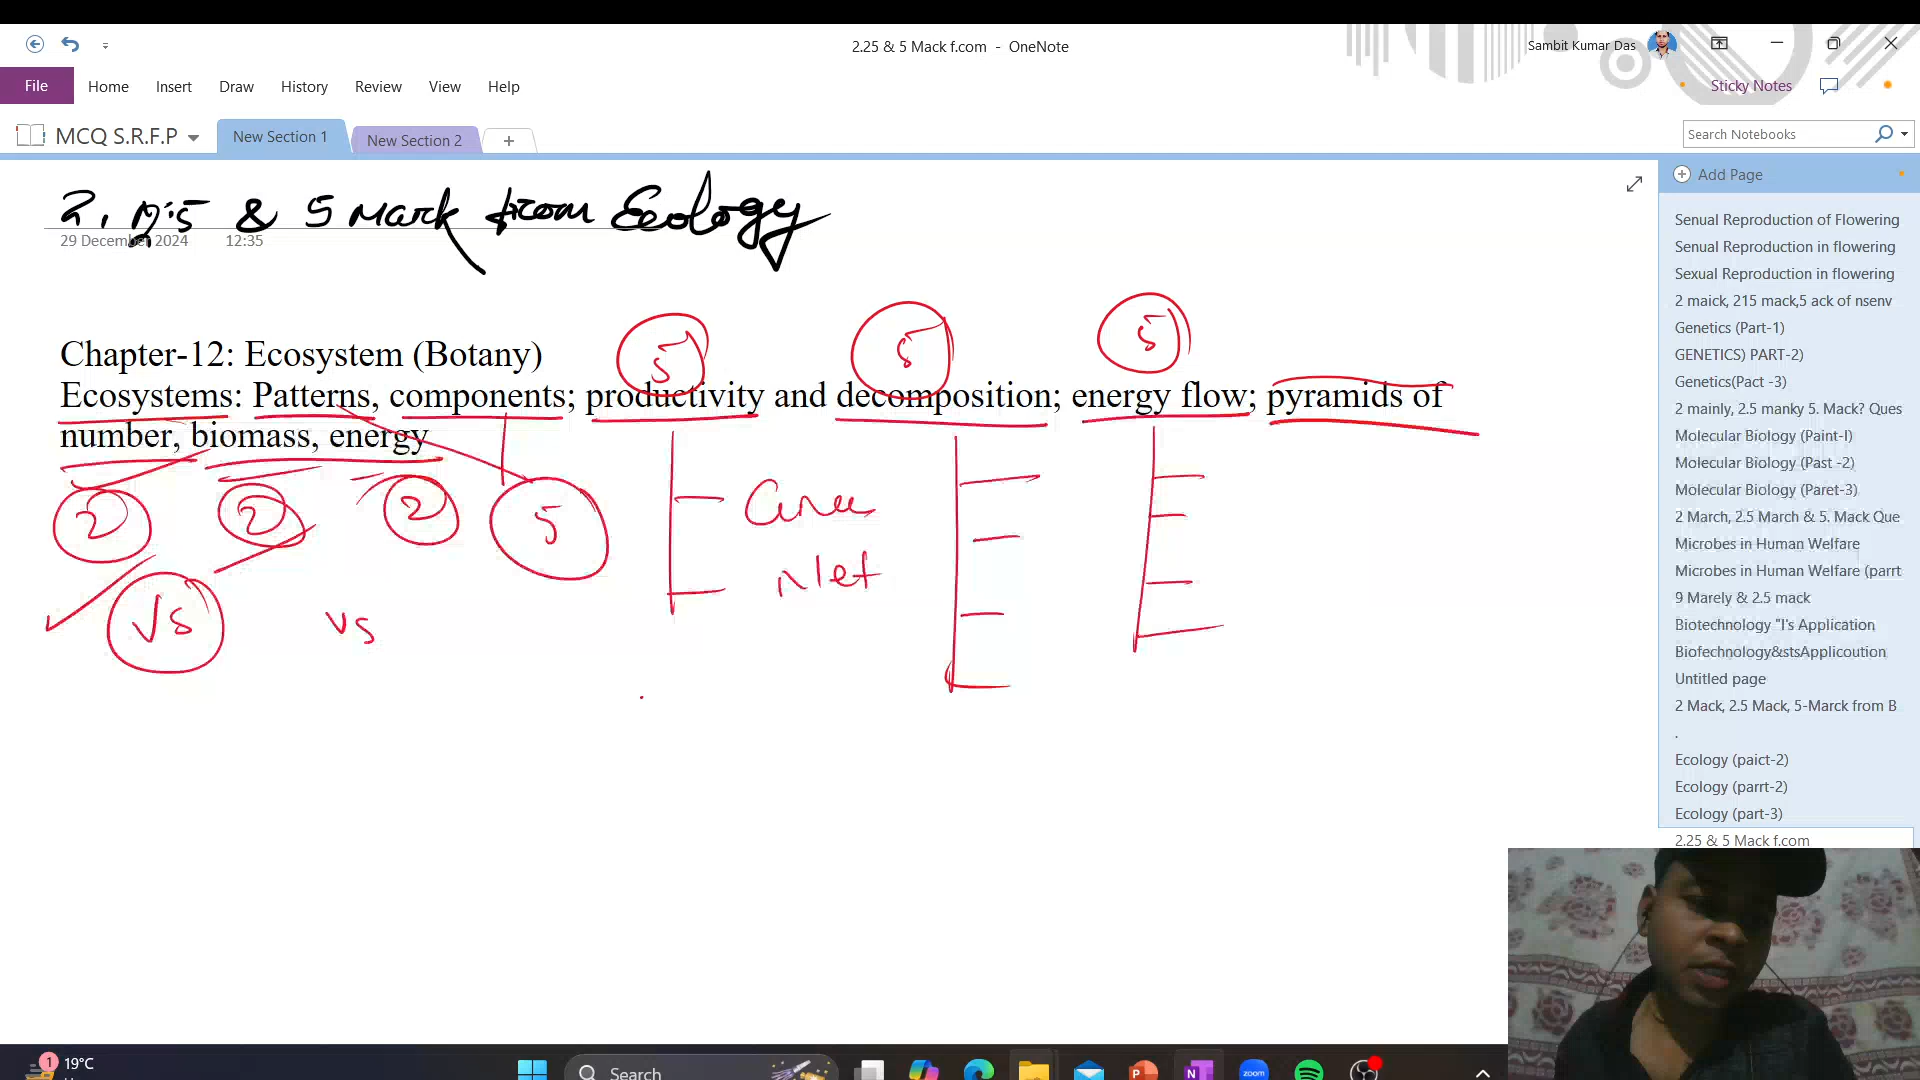 2.25 & 5 Mack f.com - OneNote
Sambit Kumar Das
File Home Insert Draw History Review View Help
Sticky Notes
MCQ S.R.F.P New Section 1 New Section 2 +
Search Notebooks
Add Page
2, 2.5 & 5 Mark from Ecology
29 December 2024 12:35
5 5 5
Chapter-12: Ecosystem (Botany)
Ecosystems: Patterns, components; productivity and decomposition; energy flow; pyramids of
number, biomass, energy
2 2 2 5
VS VS
Senual Reproduction of Flowering
Senual Reproduction in flowering
Sexual Reproduction in flowering
2 maick, 215 mack,5 ack of nsenv
Genetics (Part-1)
GENETICS) PART-2)
Genetics(Pact -3)
2 mainly, 2.5 manky 5. Mack? Ques
Molecular Biology (Paint-I)
Molecular Biology (Past -2)
Molecular Biology (Paret-3)
2 March, 2.5 March & 5. Mack Que
Microbes in Human Welfare
Microbes in Human Welfare (parrt
9 Marely & 2.5 mack
Biotechnology "I's Application
Biofechnology&stsApplicoution
Untitled page
2 Mack, 2.5 Mack, 5-Marck from B
.
Ecology (paict-2)
Ecology (parrt-2)
Ecology (part-3)
2.25 & 5 Mack f.com
1 19°C
Search
zoom